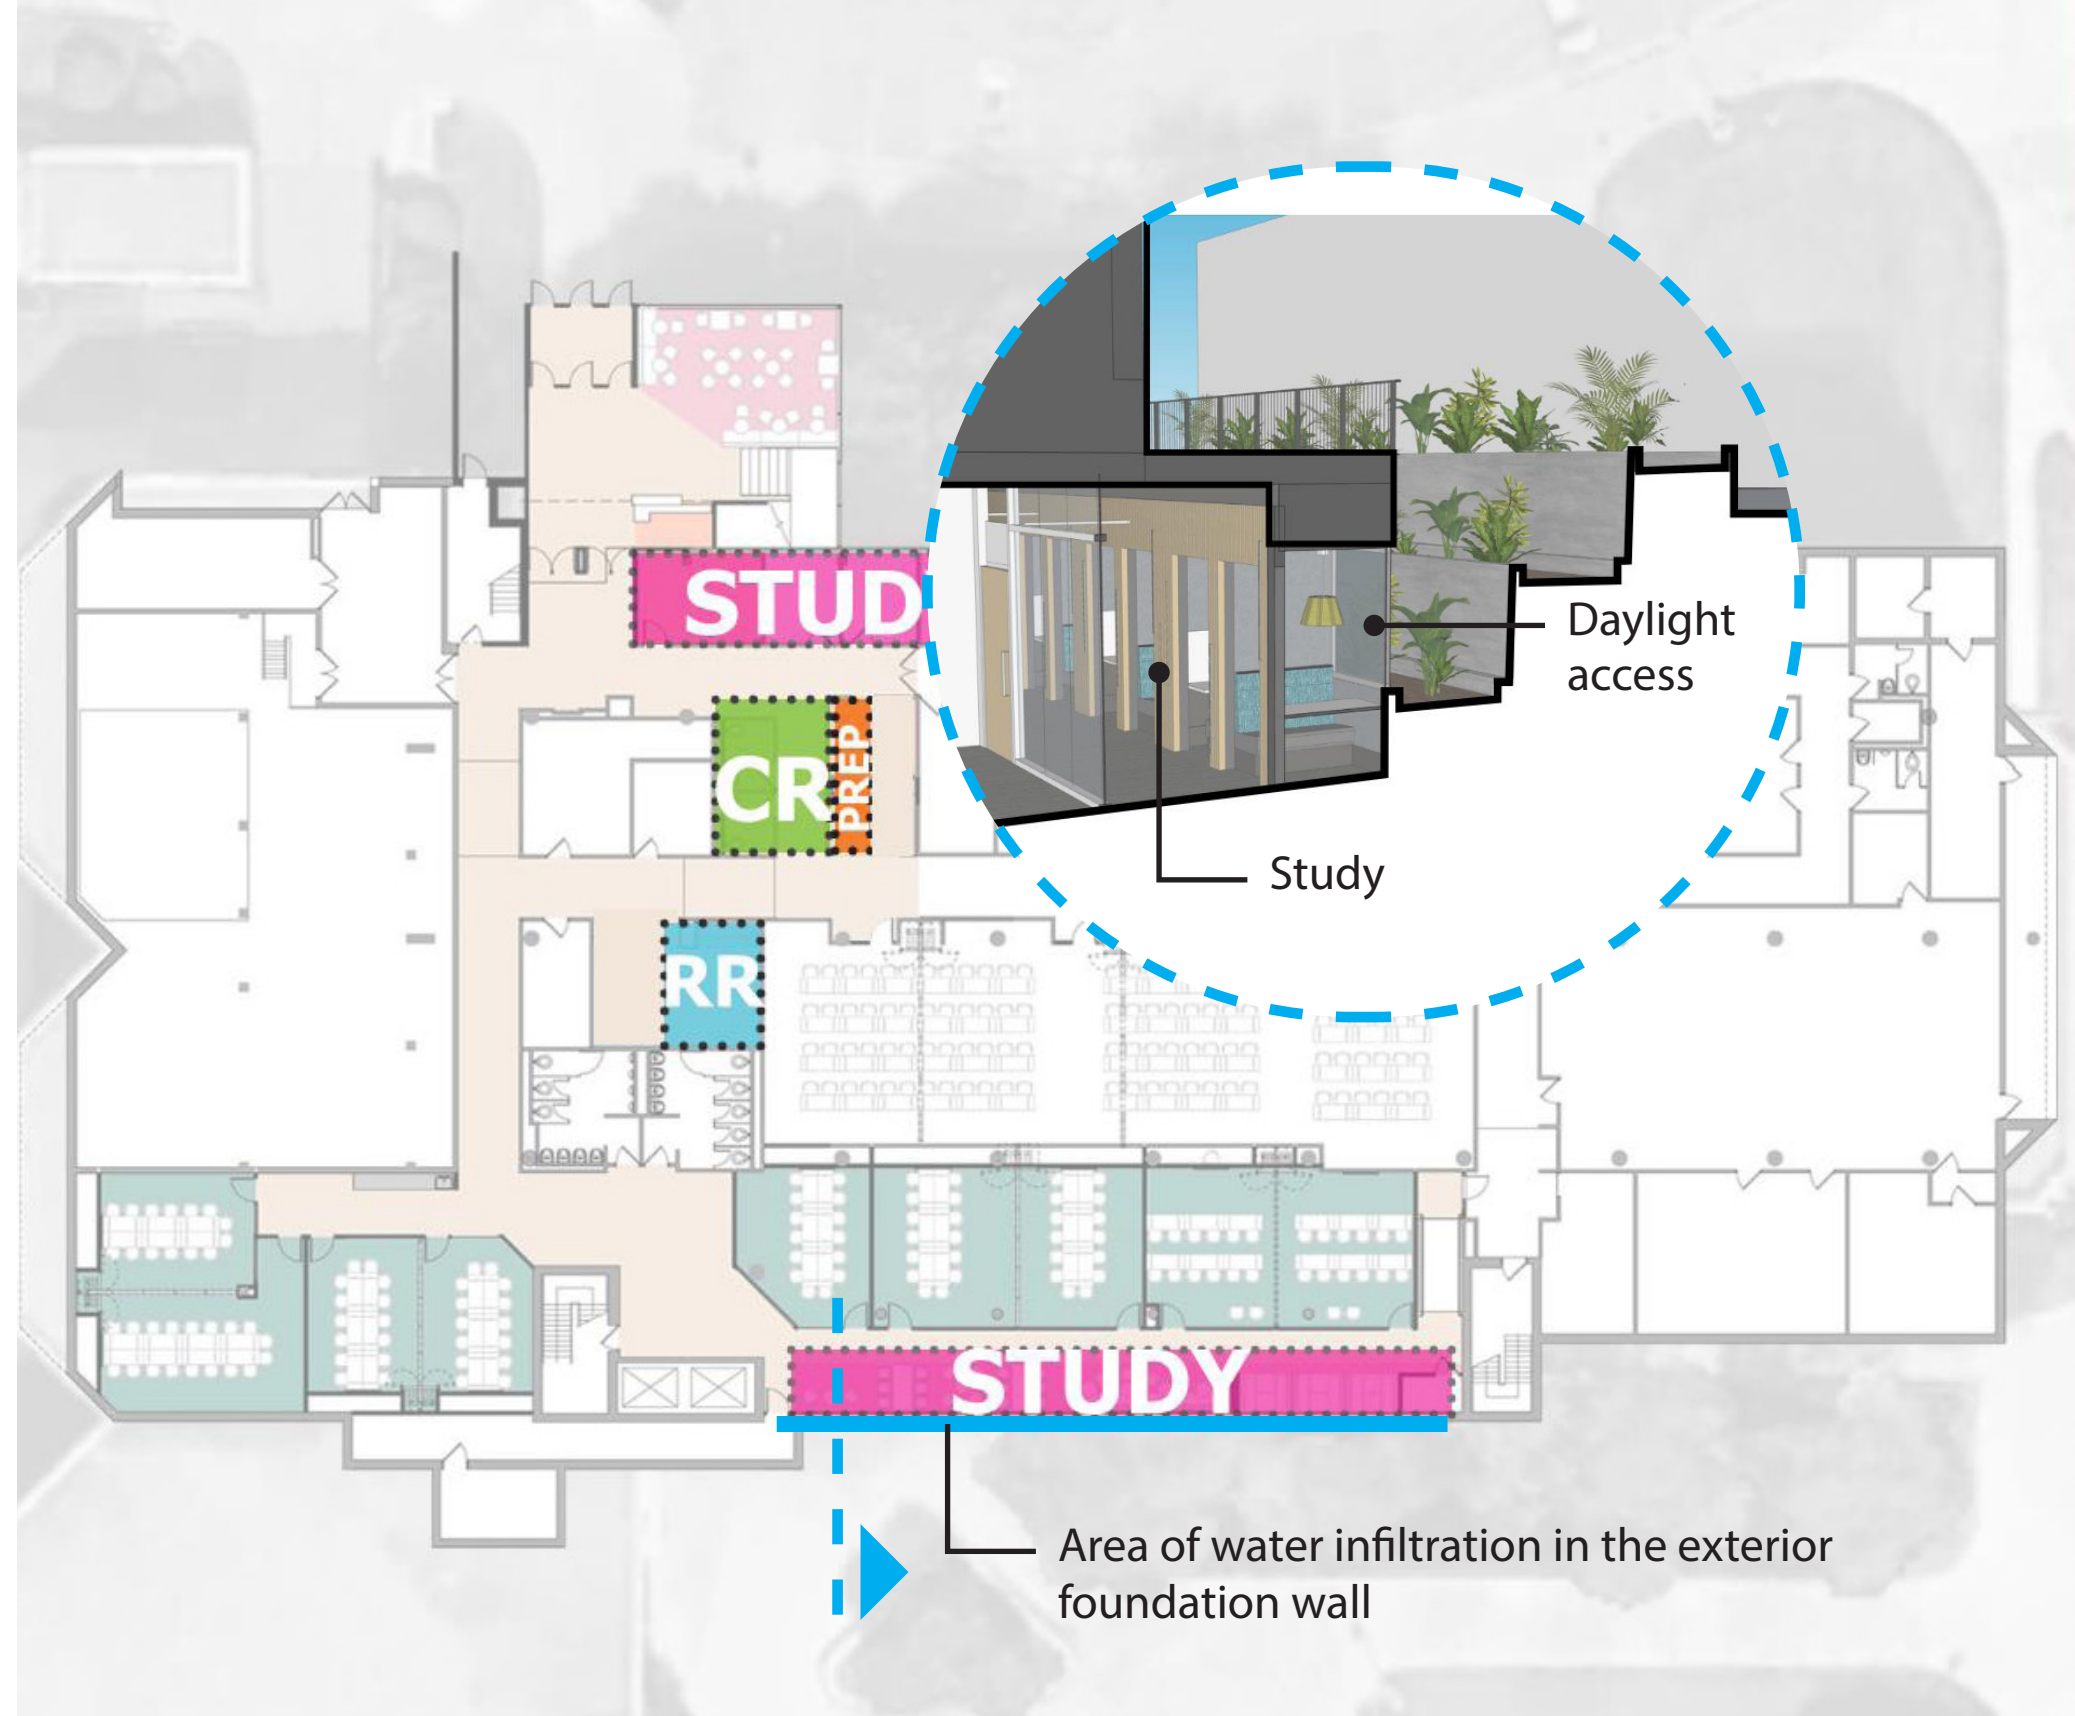 STUD
Daylight
access
CR
PREP
Study
RR
STUDY
Area of water infiltration in the exterior
foundation wall